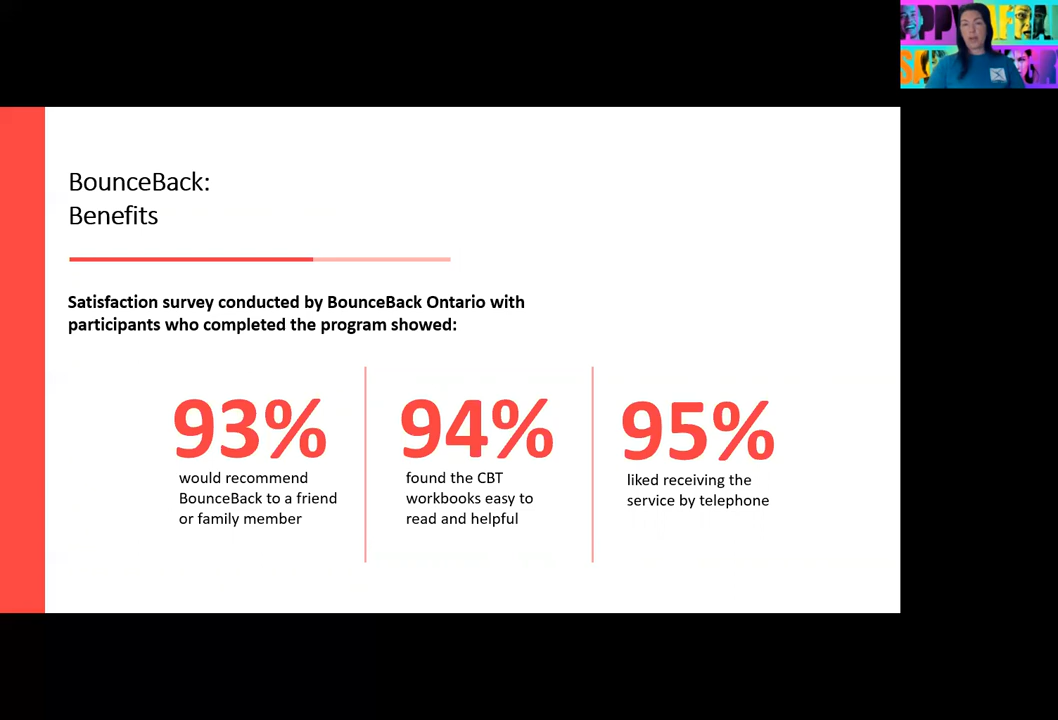 BounceBack:
Benefits
Satisfaction survey conducted by BounceBack Ontario with
participants who completed the program showed:
93%
would recommend
BounceBack to a friend
or family member
94%
found the CBT
workbooks easy to
read and helpful
95%
liked receiving the
service by telephone